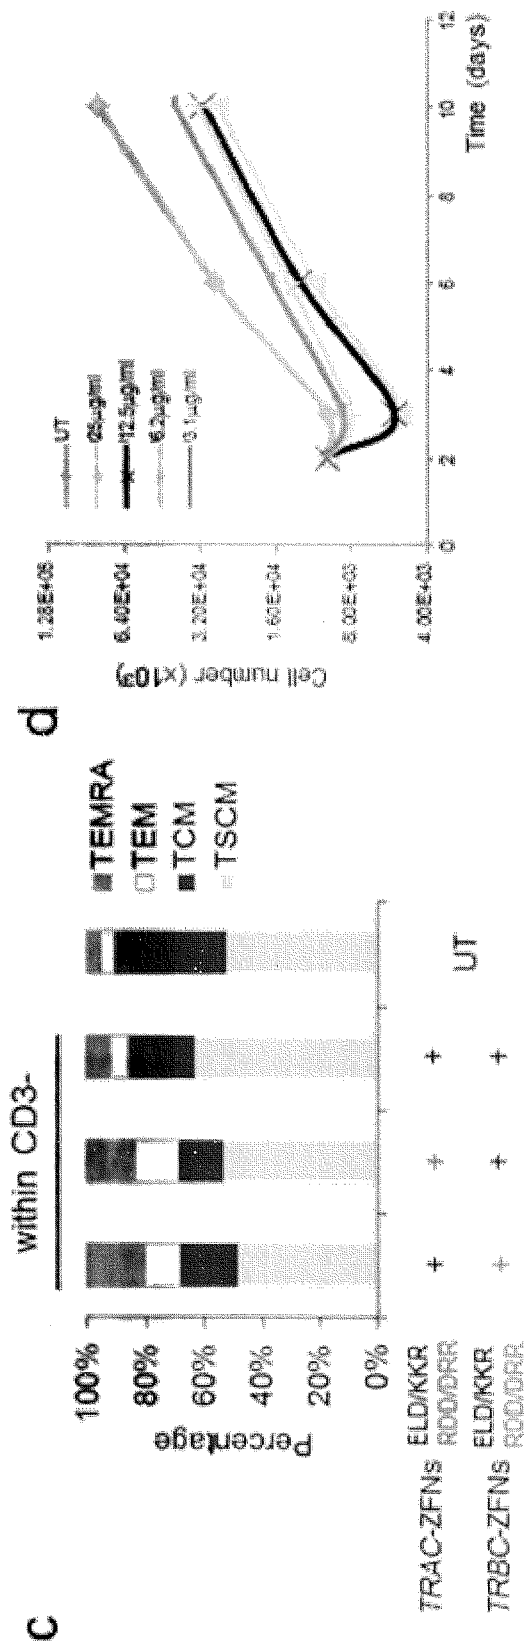 c
within CD3-
Percentage
100%
80%
60%
40%
20%
0%
TEMRA
TEM
TCM
TSCM
TRAC-ZFNs
ELD/KKR + +
RDD/DRR +
TRBC-ZFNs
ELD/KKR + +
RDD/DRR +
UT
d
Cell number (x10³)
1.28E+05
6.40E+04
3.20E+04
1.60E+04
8.00E+03
4.00E+03
UT
25µg/ml
12.5µg/ml
6.2µg/ml
3.1µg/ml
0
2
4
6
8
10
12
Time (days)